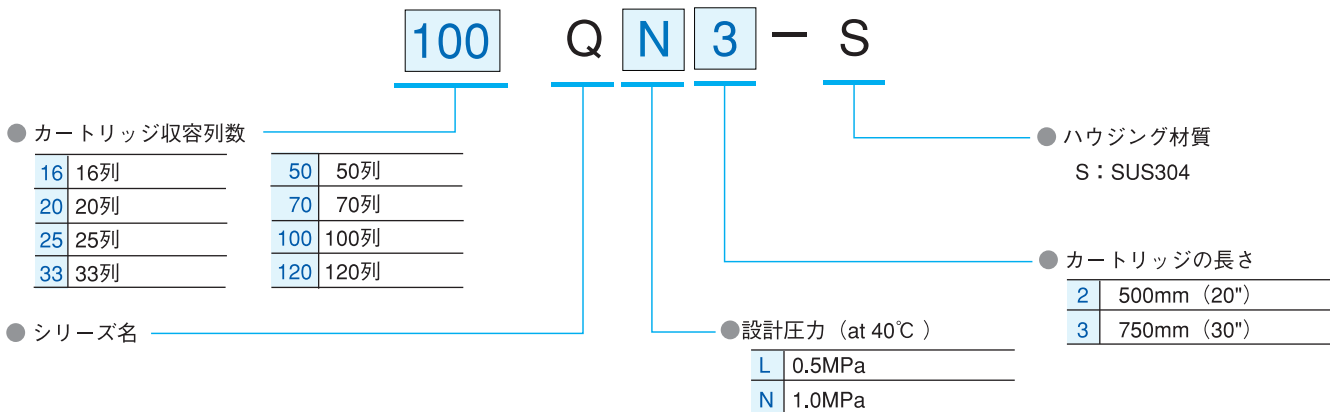 100 Q N 3 － S
● カートリッジ収容列数
16 16列
20 20列
25 25列
33 33列
50 50列
70 70列
100 100列
120 120列
● シリーズ名
● ハウジング材質
S：SUS304
● カートリッジの長さ
2 500mm（20"）
3 750mm（30"）
●設計圧力（at 40℃ ）
L 0.5MPa
N 1.0MPa